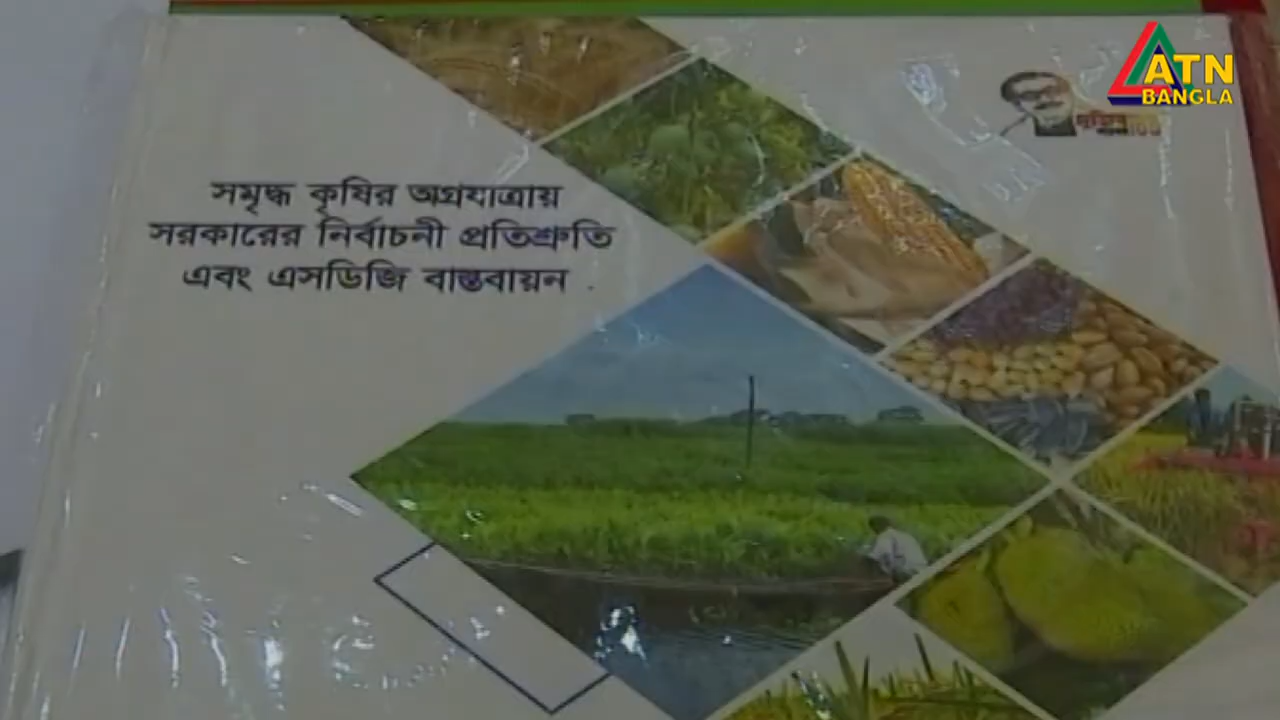 ATN
BANGLA
সমৃদ্ধ কৃষির অগ্রযাত্রায়
সরকারের নির্বাচনী প্রতিশ্রুতি
এবং এসডিজি বাস্তবায়ন